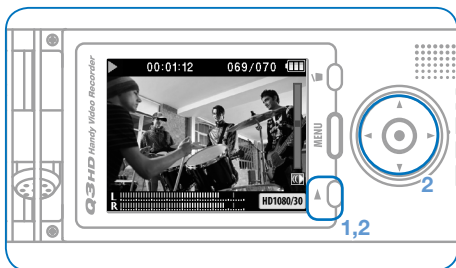 00:01:12 069/070
Q3HD Handy Video Recorder
MENU
L
R
HD1080/30
2
1,2